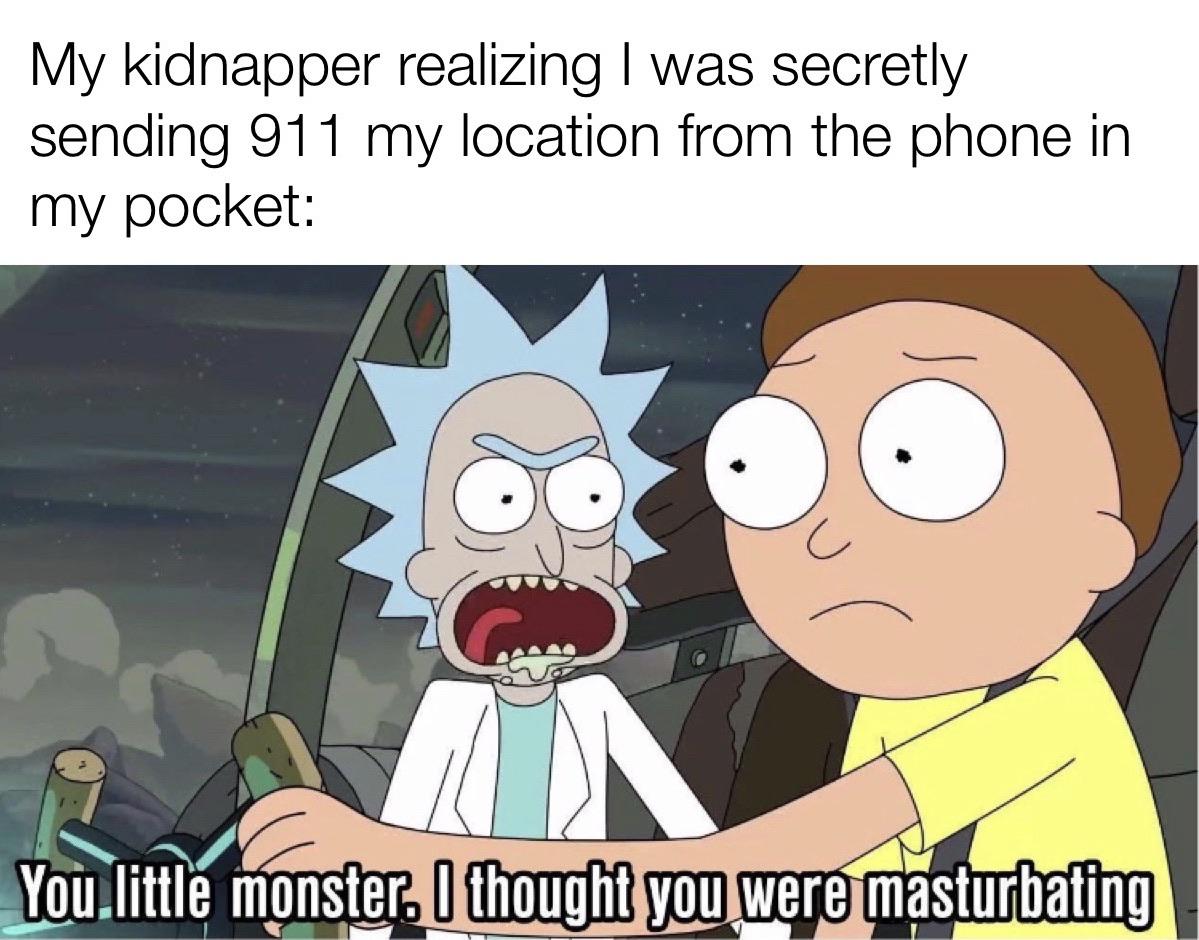 My kidnapper realizing I was secretly
sending 911 my location from the phone in
my pocket:
You little monster. I thought you were masturbating